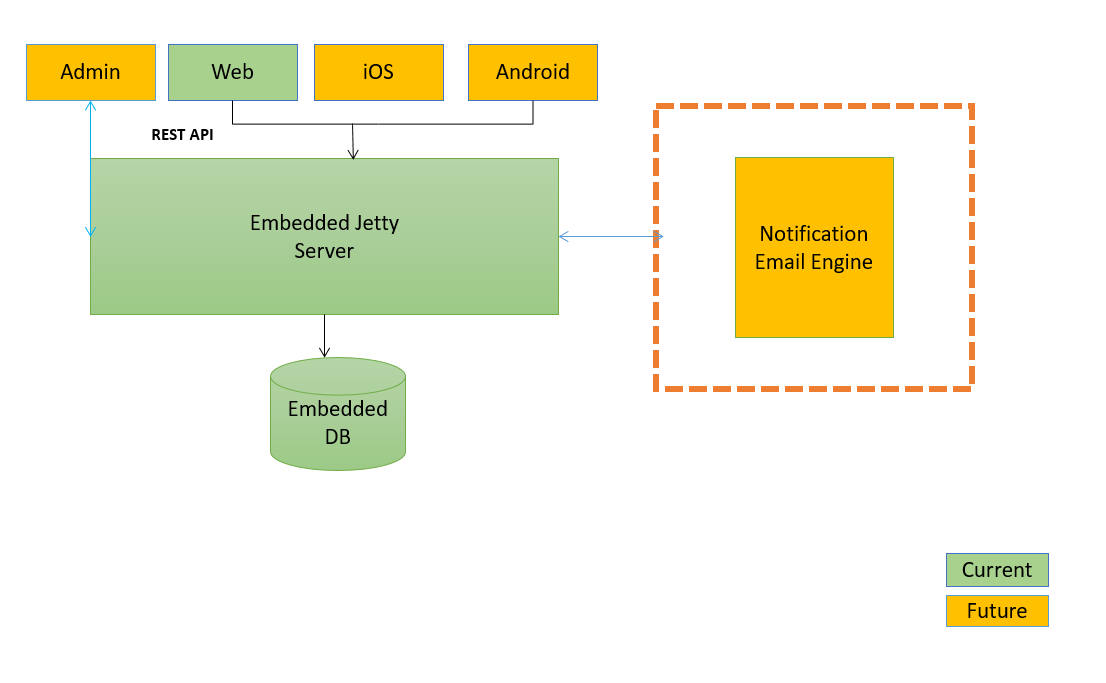 Admin
Web
iOS
Android
REST API
Embedded Jetty
Server
Notification
Email Engine
Embedded
DB
Current
Future